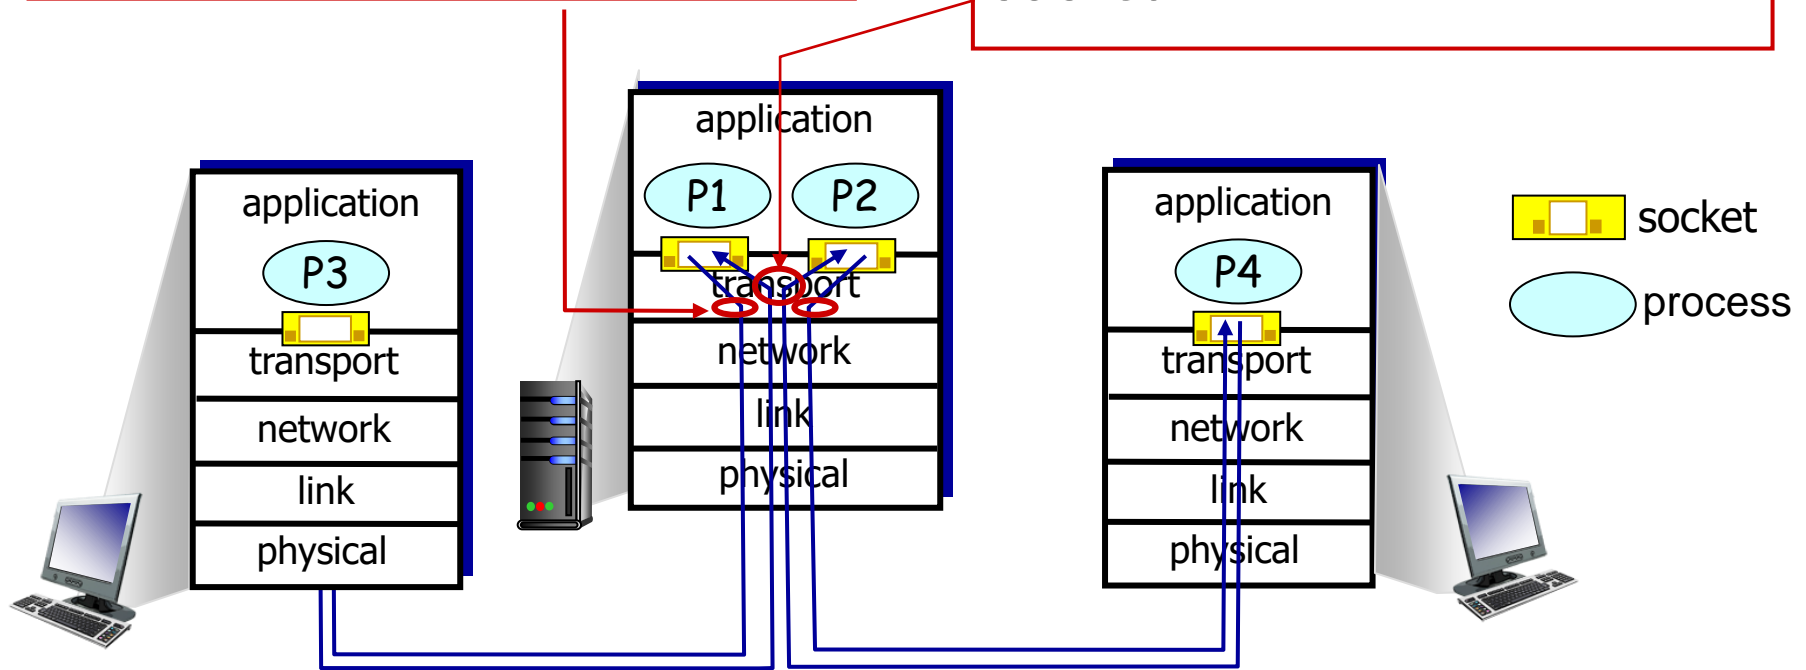 application
P1
P2
transport
network
link
physical
application
P3
transport
network
link
physical
application
P4
transport
network
link
physical
socket
process